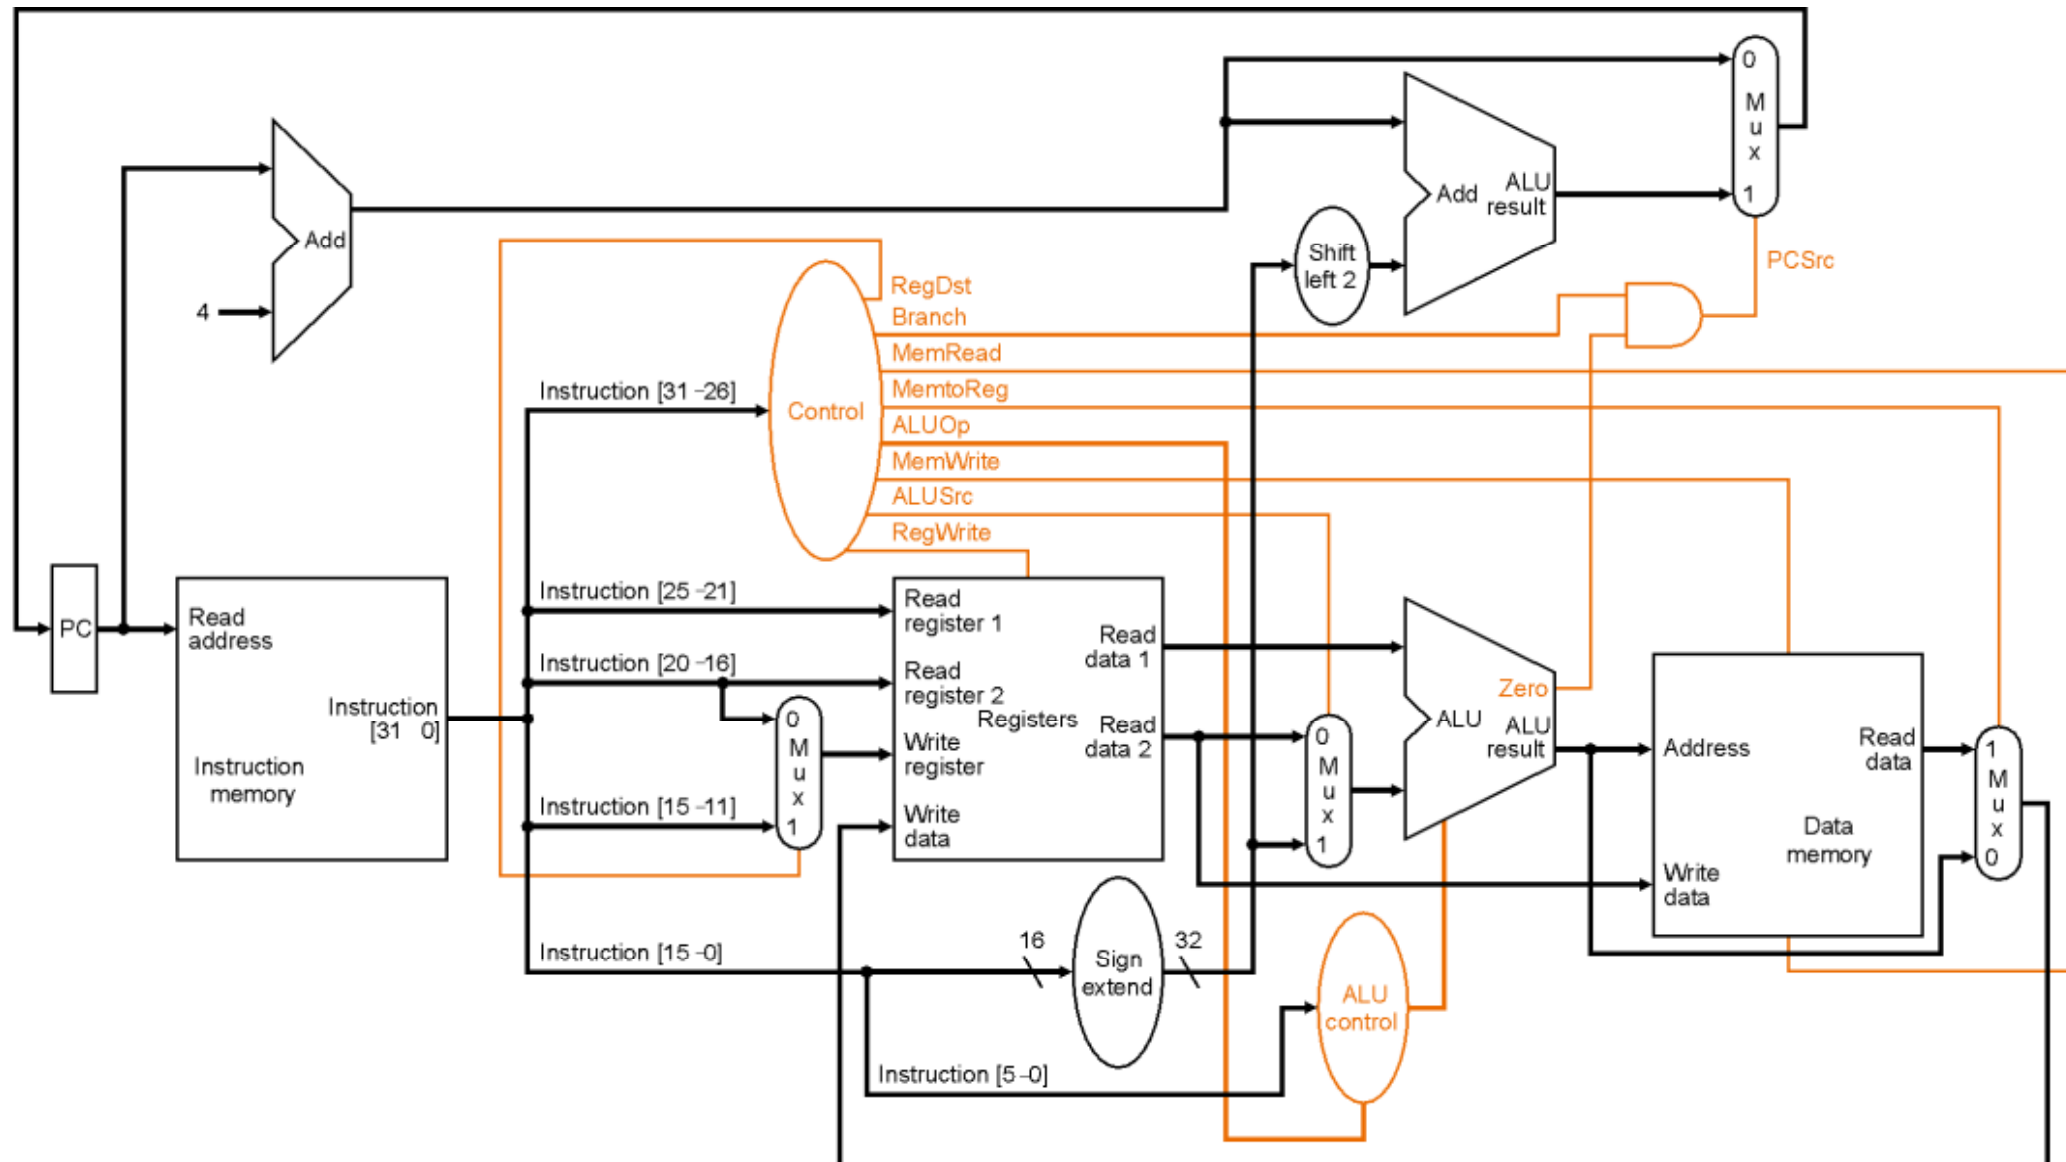 0
M
u
x
1
Add
ALU
result
Add
4
Shift
left 2
PCSrc
RegDst
Branch
MemRead
MemtoReg
ALUOp
MemWrite
ALUSrc
RegWrite
Control
Instruction [31 –26]
Instruction [25 –21]
Instruction [20 –16]
Instruction [15 –11]
Instruction [15 –0]
Instruction [5 –0]
PC
Read
address
Instruction
[31 0]
Instruction
memory
0
M
u
x
1
Read
register 1
Read
register 2
Registers
Write
register
Write
data
Read
data 1
Read
data 2
0
M
u
x
1
Zero
ALU
ALU
result
Address
Read
data
Data
memory
Write
data
1
M
u
x
0
16
Sign
extend
32
ALU
control